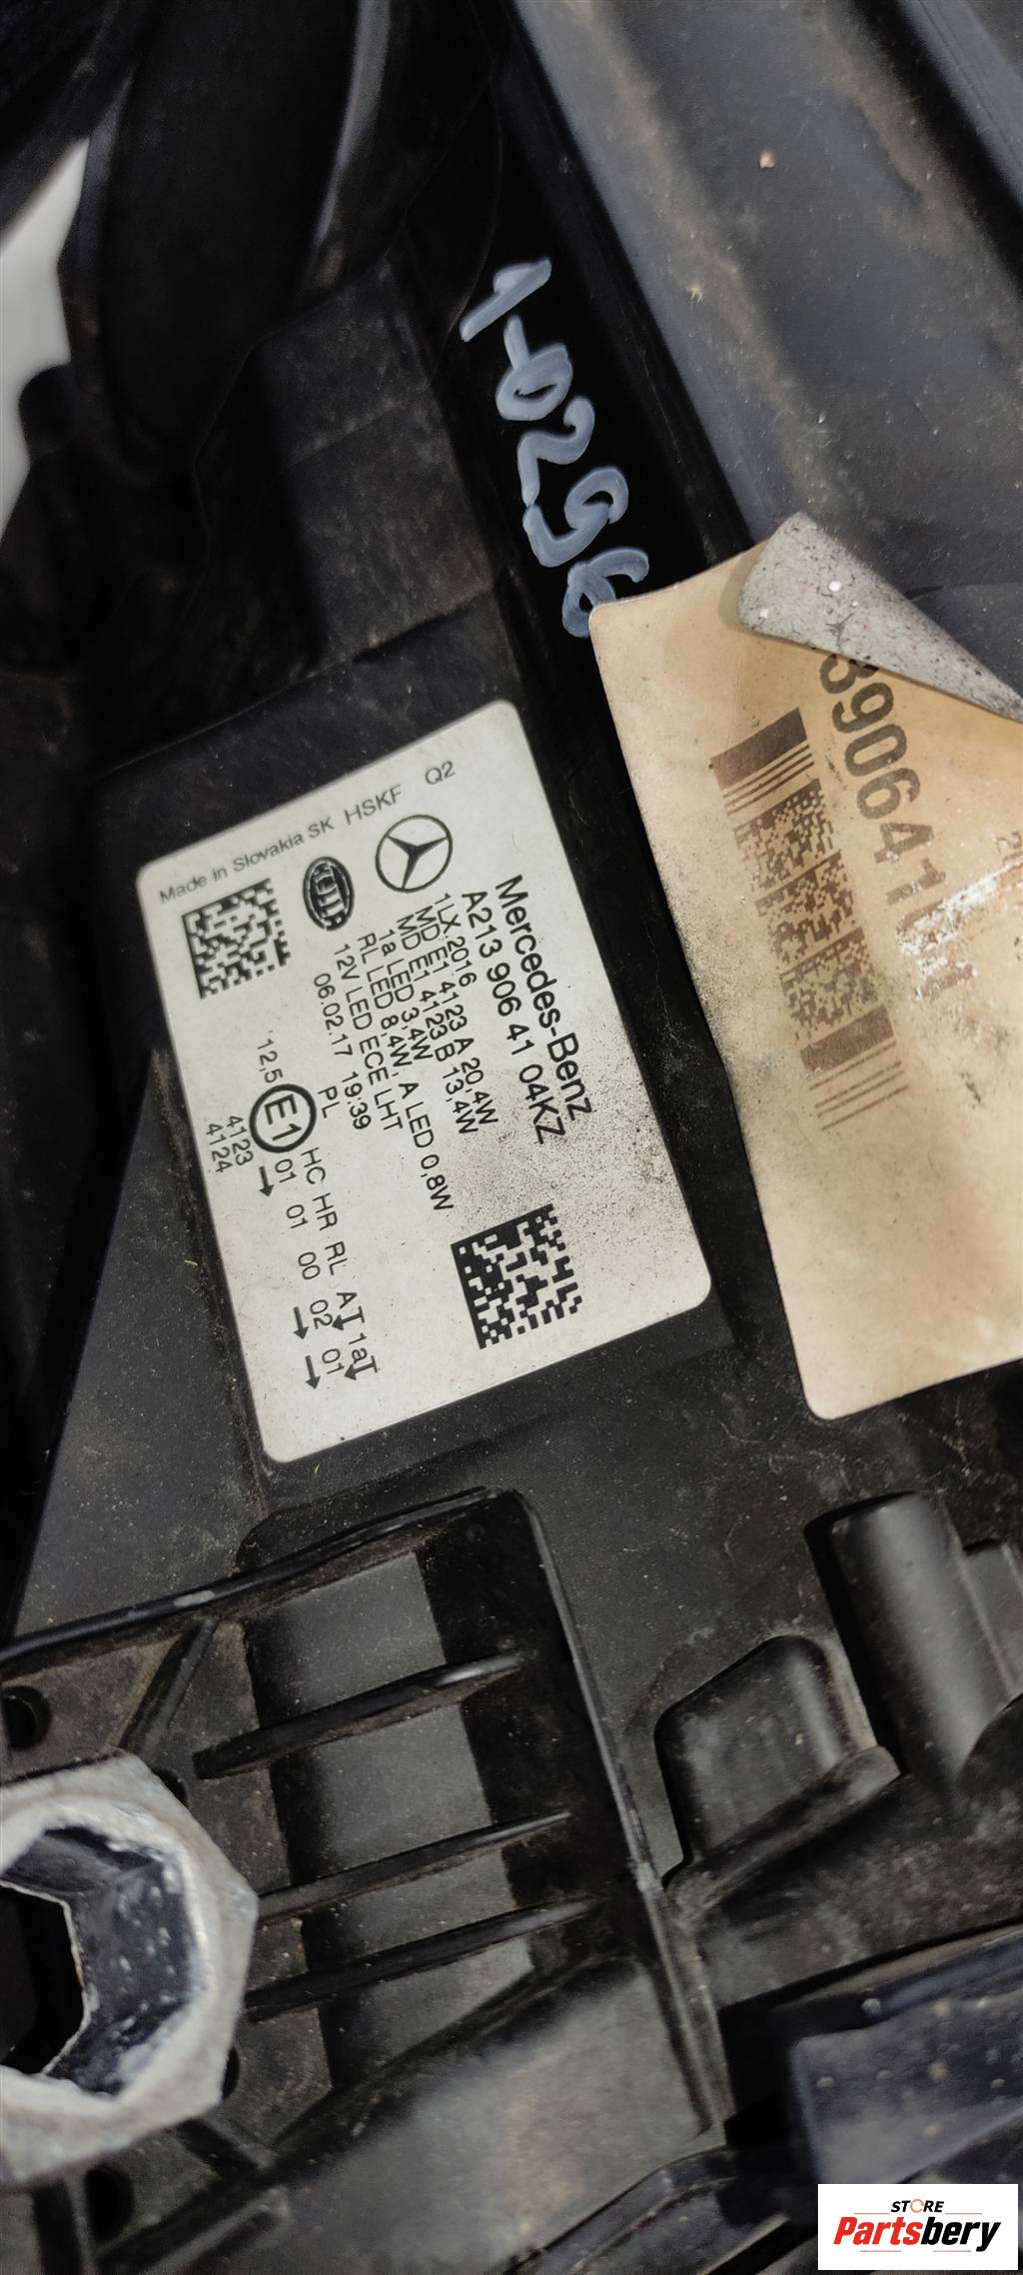 1-0296
3906410
Made in Slovakia SK HSKF Q2
HELLA
Mercedes-Benz
A213 906 41 04KZ
1LX.2016
MD E1 4123 A 20,4W
MD E1 4123 B 13,4W
1a LED 3,4W A LED 0,8W
RL LED 8,4W
12V LED ECE LHT
06.02.17 19:39
PL
HC HR RL AT 1aT
12,5 E1 01 01 00 02 01
4123
4124
STORE
Partsbery